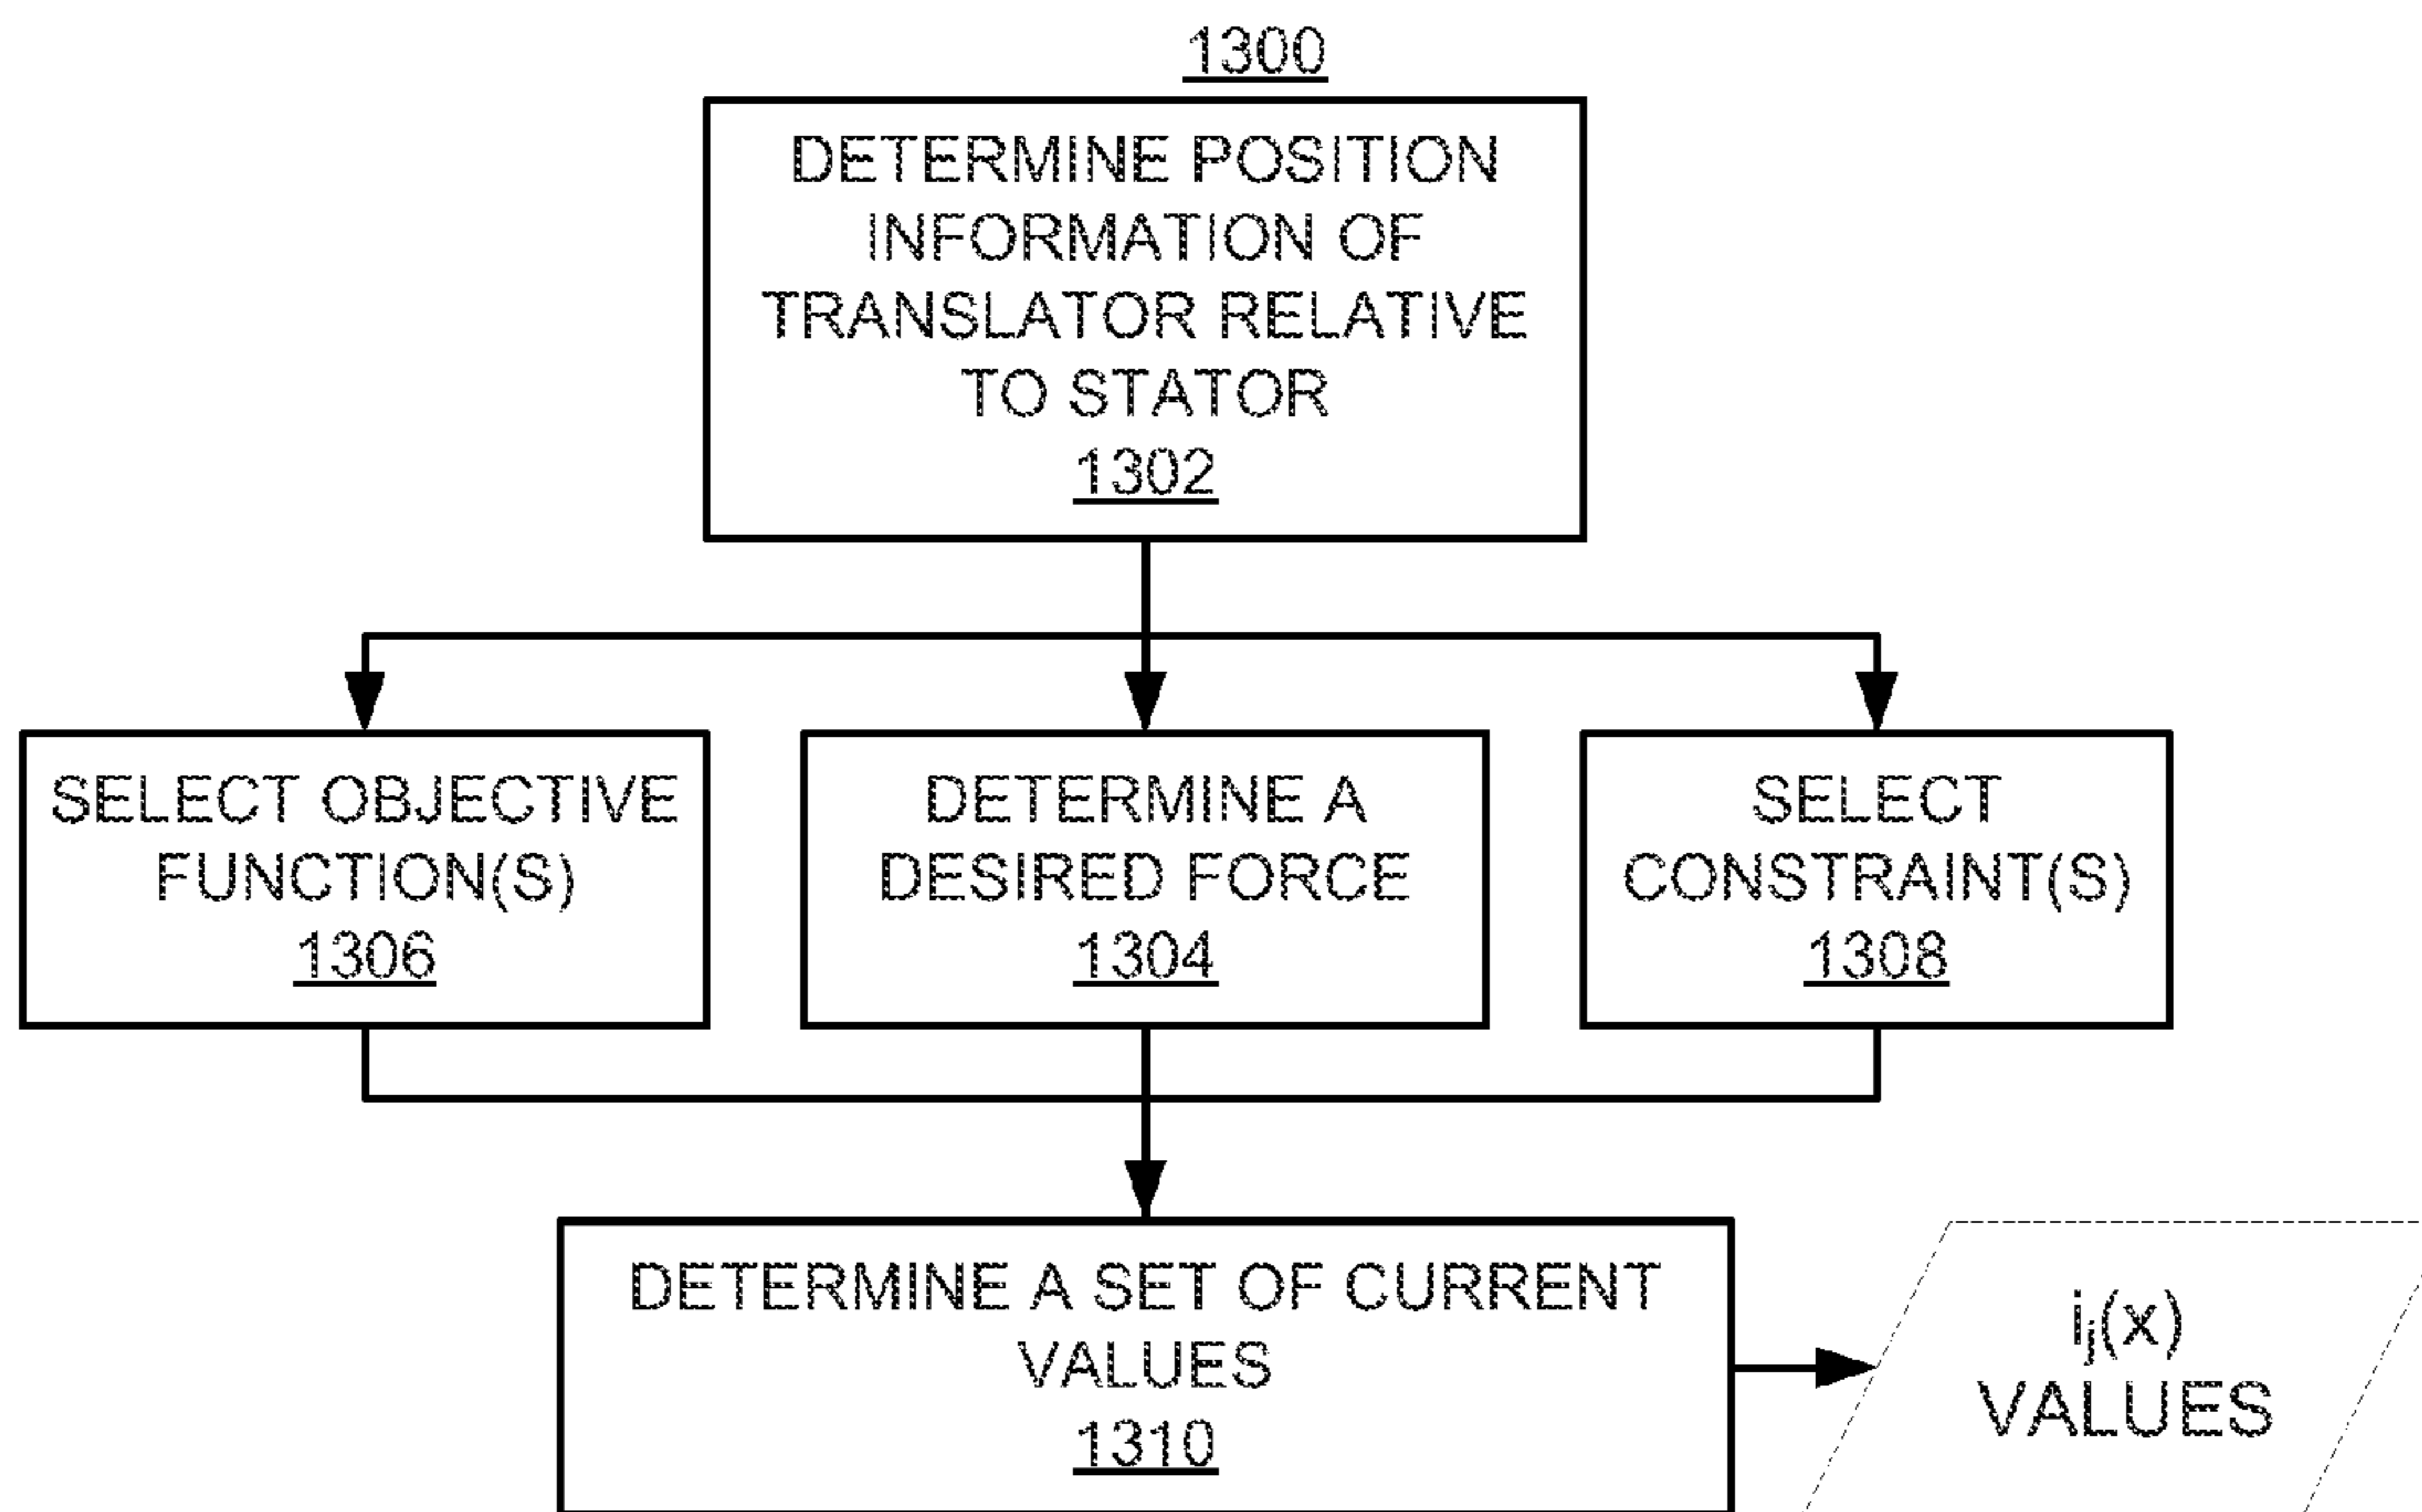 1300
DETERMINE POSITION
INFORMATION OF
TRANSLATOR RELATIVE
TO STATOR
1302
SELECT OBJECTIVE
FUNCTION(S)
1306
DETERMINE A
DESIRED FORCE
1304
SELECT
CONSTRAINT(S)
1308
DETERMINE A SET OF CURRENT
VALUES
1310
ij(x)
VALUES